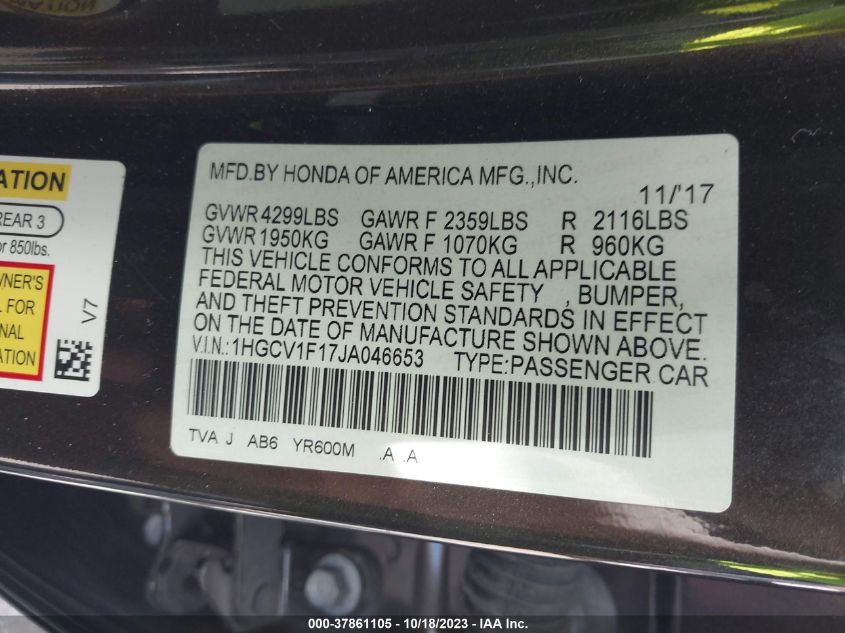 MFD.BY HONDA OF AMERICA MFG.,INC.
11/'17
GVWR 4299LBS GAWR F 2359LBS R 2116LBS
GVWR 1950KG GAWR F 1070KG R 960KG
THIS VEHICLE CONFORMS TO ALL APPLICABLE
FEDERAL MOTOR VEHICLE SAFETY , BUMPER,
AND THEFT PREVENTION STANDARDS IN EFFECT
ON THE DATE OF MANUFACTURE SHOWN ABOVE.
V.I.N.:1HGCV1F17JA046653 TYPE:PASSENGER CAR
TVA J AB6 YR600M .A .A
ATION
REAR 3
or 850lbs.
WNER'S
L FOR
NAL
ATION
V7
000-37861105 - 10/18/2023 - IAA Inc.